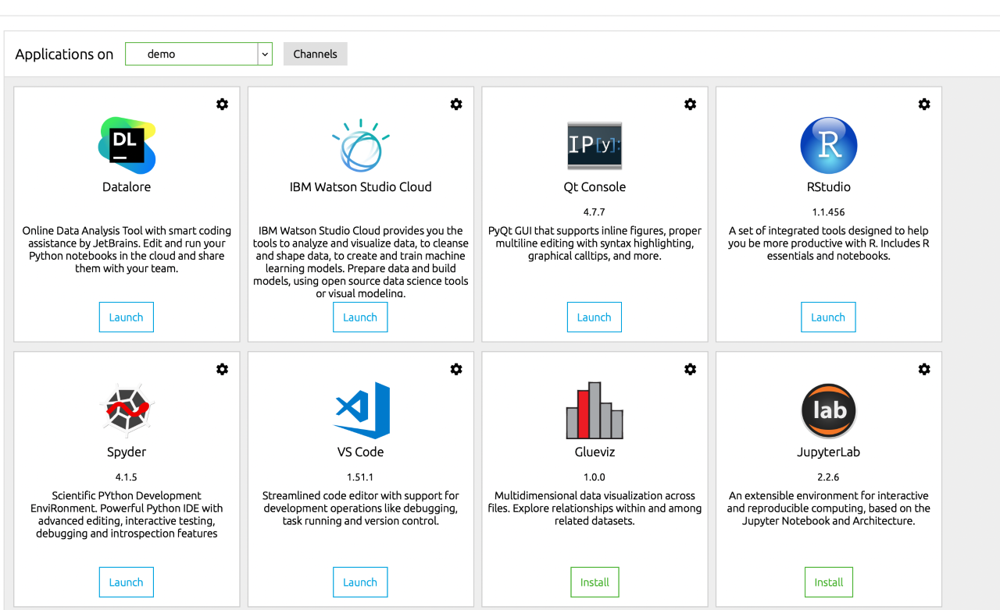 Applications on demo Channels
DL
Datalore
Online Data Analysis Tool with smart coding
assistance by JetBrains. Edit and run your
Python notebooks in the cloud and share
them with your team.
Launch
IBM Watson Studio Cloud
IBM Watson Studio Cloud provides you the
tools to analyze and visualize data, to cleanse
and shape data, to create and train machine
learning models. Prepare data and build
models, using open source data science tools
or visual modeling.
Launch
IP[y]:
Qt Console
4.7.7
PyQt GUI that supports inline figures, proper
multiline editing with syntax highlighting,
graphical calltips, and more.
Launch
R
RStudio
1.1.456
A set of integrated tools designed to help
you be more productive with R. Includes R
essentials and notebooks.
Launch
Spyder
4.1.5
Scientific PYthon Development
EnviRonment. Powerful Python IDE with
advanced editing, interactive testing,
debugging and introspection features
Launch
VS Code
1.51.1
Streamlined code editor with support for
development operations like debugging,
task running and version control.
Launch
Glueviz
1.0.0
Multidimensional data visualization across
files. Explore relationships within and among
related datasets.
Install
lab
JupyterLab
2.2.6
An extensible environment for interactive
and reproducible computing, based on the
Jupyter Notebook and Architecture.
Install